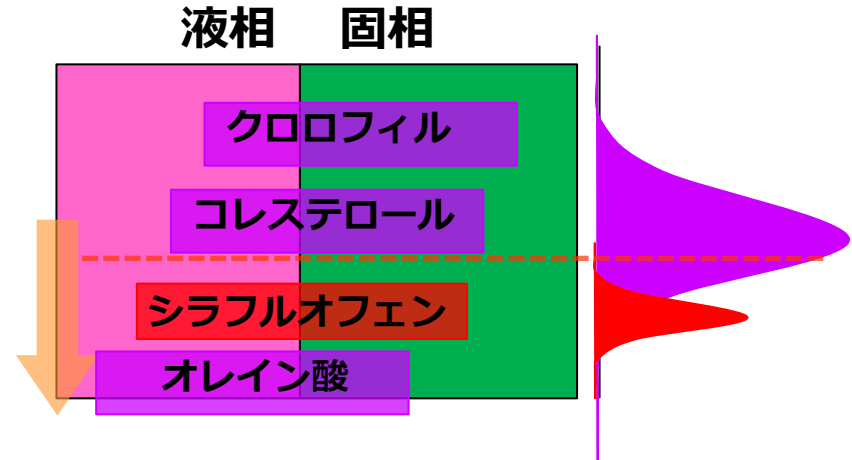 液相 固相
クロロフィル
コレステロール
シラフルオフェン
オレイン酸